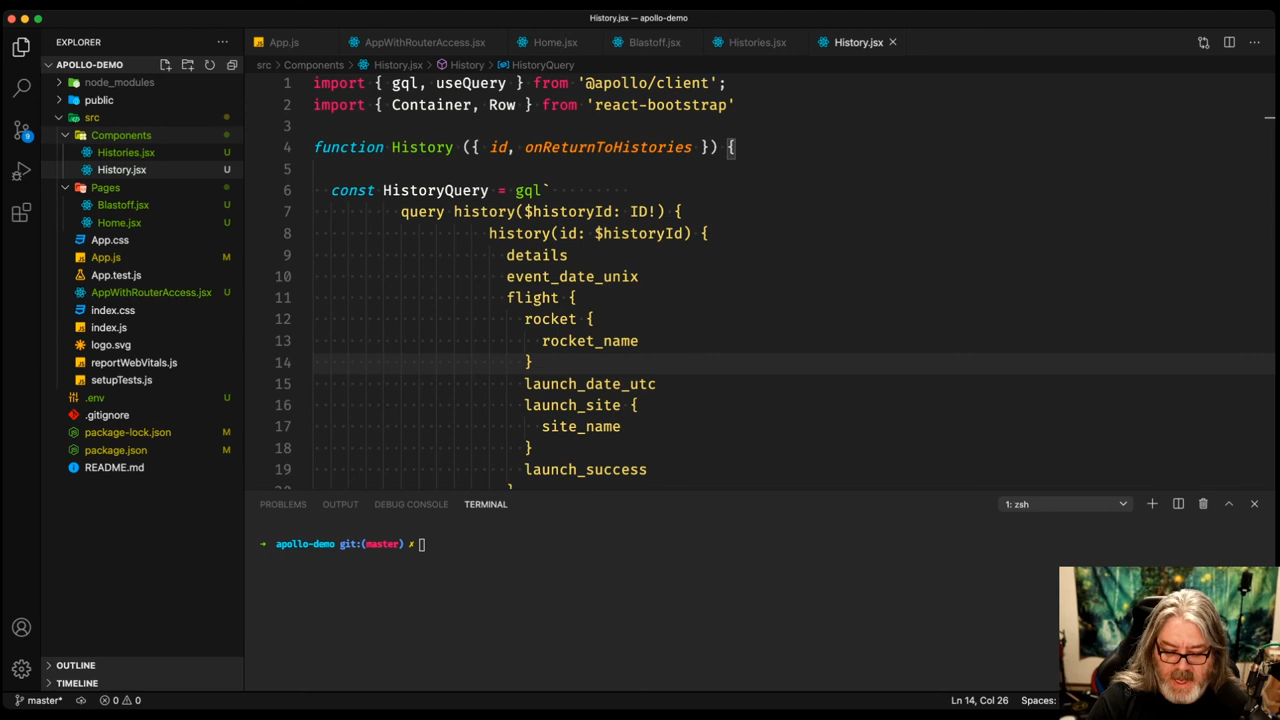 History.jsx — apollo-demo
EXPLORER
App.js
AppWithRouterAccess.jsx
Home.jsx
Blastoff.jsx
Histories.jsx
History.jsx
APOLLO-DEMO
src > Components > History.jsx > History > HistoryQuery
node_modules
public
src
Components
Histories.jsx U
History.jsx U
Pages
Blastoff.jsx U
Home.jsx U
App.css
App.js M
App.test.js
AppWithRouterAccess.jsx U
index.css
index.js
logo.svg
reportWebVitals.js
setupTests.js
.env U
.gitignore
package-lock.json M
package.json M
README.md
OUTLINE
TIMELINE
1 import { gql, useQuery } from '@apollo/client';
2 import { Container, Row } from 'react-bootstrap'
3
4 function History ({ id, onReturnToHistories }) {
5
6 const HistoryQuery = gql`
7 query history($historyId: ID!) {
8 history(id: $historyId) {
9 details
10 event_date_unix
11 flight {
12 rocket {
13 rocket_name
14 }
15 launch_date_utc
16 launch_site {
17 site_name
18 }
19 launch_success
PROBLEMS OUTPUT DEBUG CONSOLE TERMINAL
1: zsh
→ apollo-demo git:(master) ✗
9
master* 0 0
Ln 14, Col 26 Spaces: